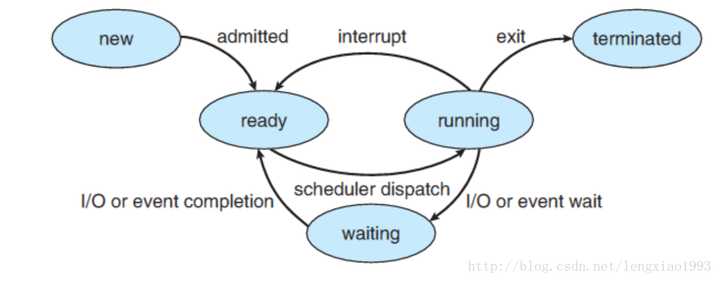 new
admitted
interrupt
exit
terminated
ready
running
scheduler dispatch
I/O or event completion
I/O or event wait
waiting
http://blog.csdn.net/lengxiao1993